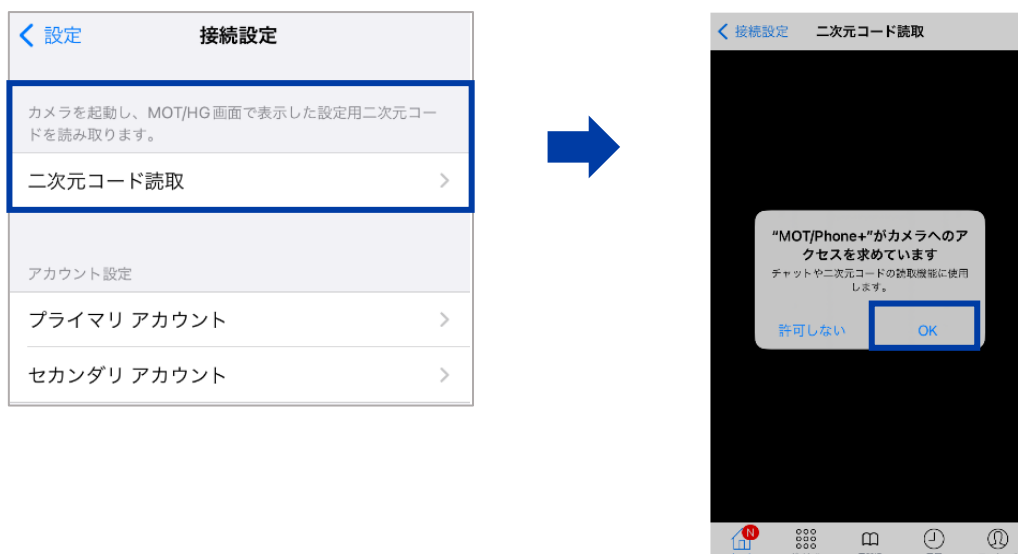 設定
接続設定
カメラを起動し、MOT/HG画面で表示した設定用二次元コー
ドを読み取ります。
二次元コード読取
アカウント設定
プライマリ アカウント
セカンダリ アカウント
接続設定
二次元コード読取
“MOT/Phone+”がカメラへのア
クセスを求めています
チャットや二次元コードの読取機能に使用
します。
許可しない
OK
N